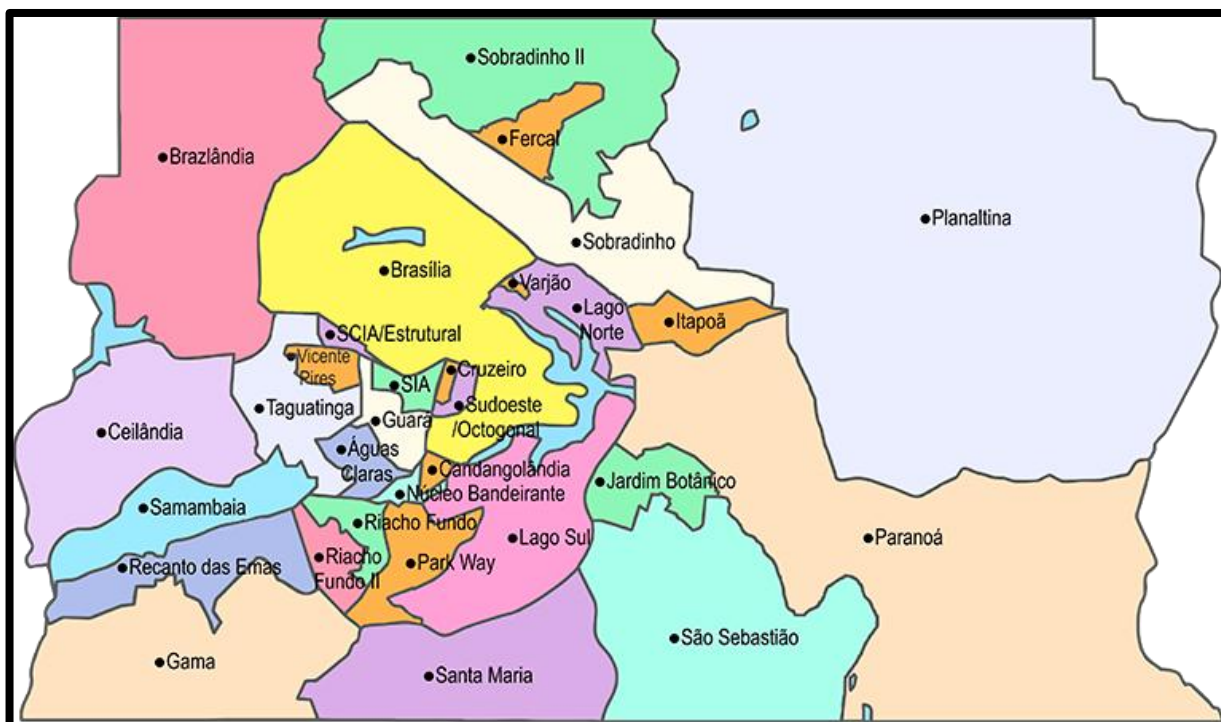 Sobradinho II
Fercal
Brazlândia
Planaltina
Sobradinho
Brasília
Varjão
Lago
Norte
Itapoã
SCIA/Estrutural
Vicente
Pires
Cruzeiro
SIA
Sudoeste
/Octogonal
Taguatinga
Guará
Ceilândia
Águas
Claras
Candangolândia
Núcleo Bandeirante
Jardim Botânico
Samambaia
Riacho Fundo
Lago Sul
Paranoá
Recanto das Emas
Riacho
Fundo II
Park Way
São Sebastião
Gama
Santa Maria